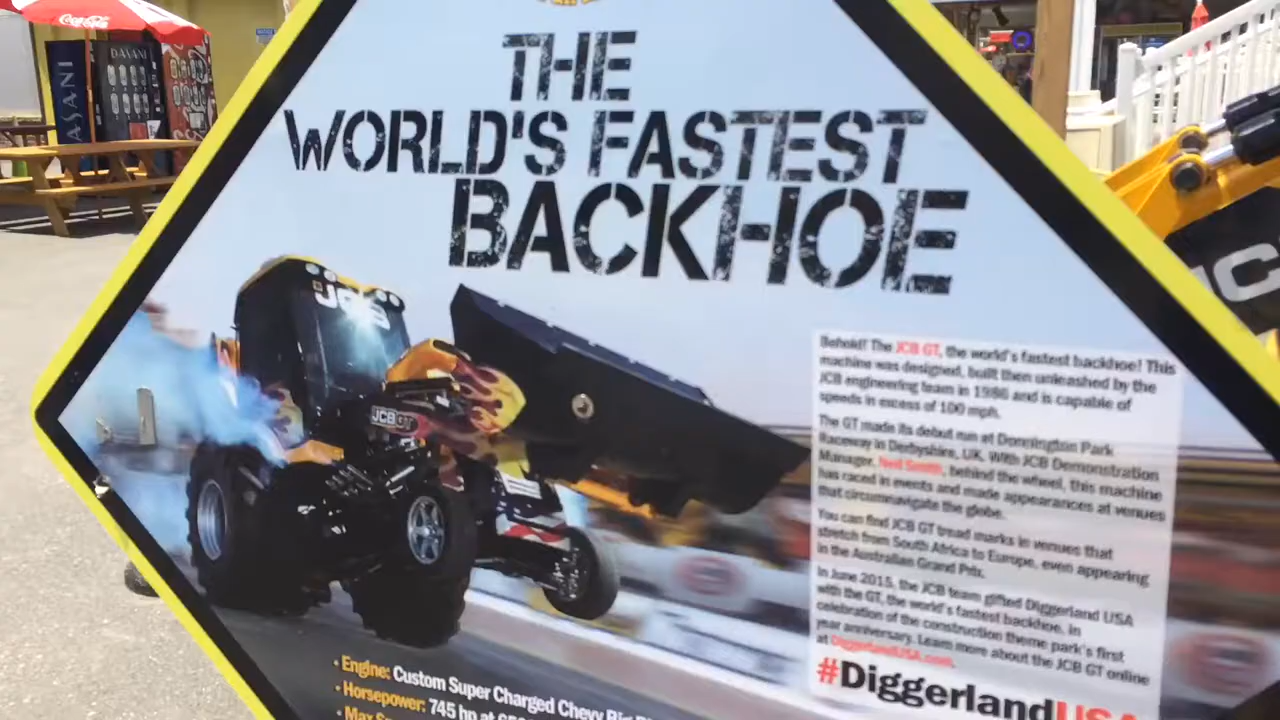 Coca-Cola
DASANI
DASANI
THE
WORLD'S FASTEST
BACKHOE
JCB
JCB GT
Behold! The JCB GT, the world's fastest backhoe! This
machine was designed, built then unleashed by the
JCB engineering team in 1986 and is capable of
speeds in excess of 100 mph.
The GT made its debut run at Donnington Park
Raceway in Derbyshire, UK. With JCB Demonstration
Manager, Neil Smith, behind the wheel, this machine
has raced in events and made appearances at venues
that circumnavigate the globe.
You can find JCB GT tread marks in venues that
stretch from South Africa to Europe, even appearing
in the Australian Grand Prix.
In June 2015, the JCB team gifted Diggerland USA
with the GT, the world's fastest backhoe, in
celebration of the construction theme park's first
year anniversary. Learn more about the JCB GT online
at DiggerlandUSA.com.
#DiggerlandUSA
• Engine: Custom Super Charged Chevy Big
• Horsepower: 745 hp at
• Max
JC